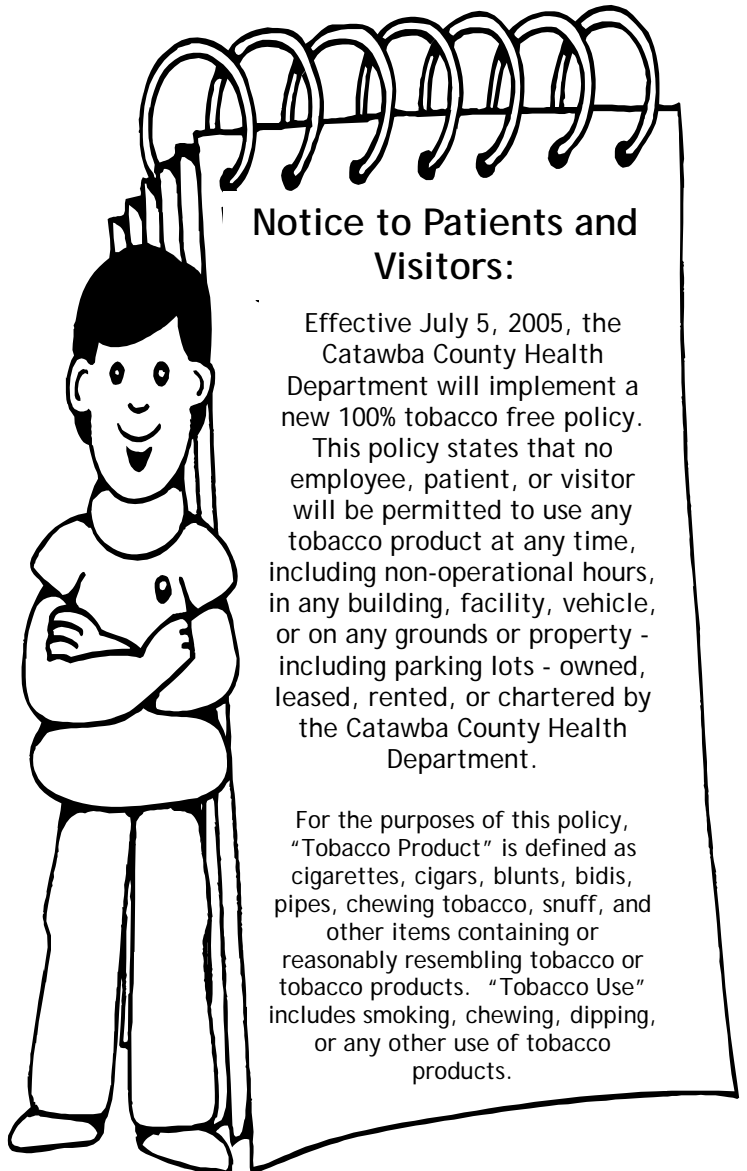 Notice to Patients and
Visitors:
Effective July 5, 2005, the
Catawba County Health
Department will implement a
new 100% tobacco free policy.
This policy states that no
employee, patient, or visitor
will be permitted to use any
tobacco product at any time,
including non-operational hours,
in any building, facility, vehicle,
or on any grounds or property -
including parking lots - owned,
leased, rented, or chartered by
the Catawba County Health
Department.
For the purposes of this policy,
“Tobacco Product” is defined as
cigarettes, cigars, blunts, bidis,
pipes, chewing tobacco, snuff, and
other items containing or
reasonably resembling tobacco or
tobacco products.  “Tobacco Use”
includes smoking, chewing, dipping,
or any other use of tobacco
products.